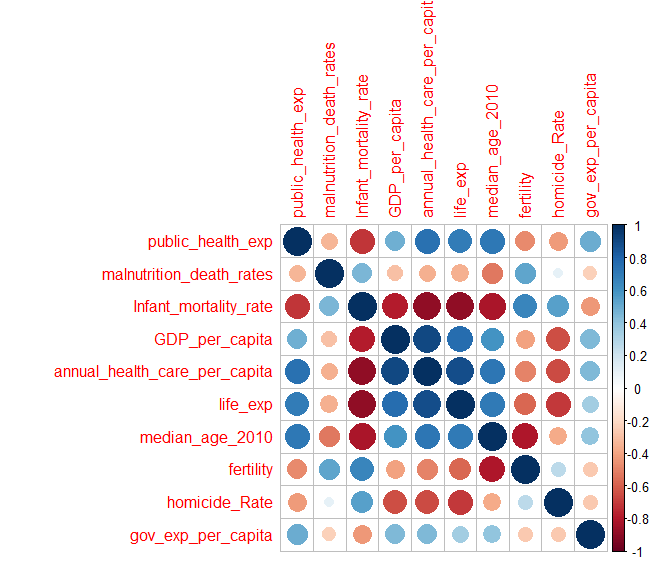 public_health_exp
malnutrition_death_rates
Infant_mortality_rate
GDP_per_capita
annual_health_care_per_capita
life_exp
median_age_2010
fertility
homicide_Rate
gov_exp_per_capita
public_health_exp
malnutrition_death_rates
Infant_mortality_rate
GDP_per_capita
annual_health_care_per_capita
life_exp
median_age_2010
fertility
homicide_Rate
gov_exp_per_capita
1
0.8
0.6
0.4
0.2
0
-0.2
-0.4
-0.6
-0.8
-1